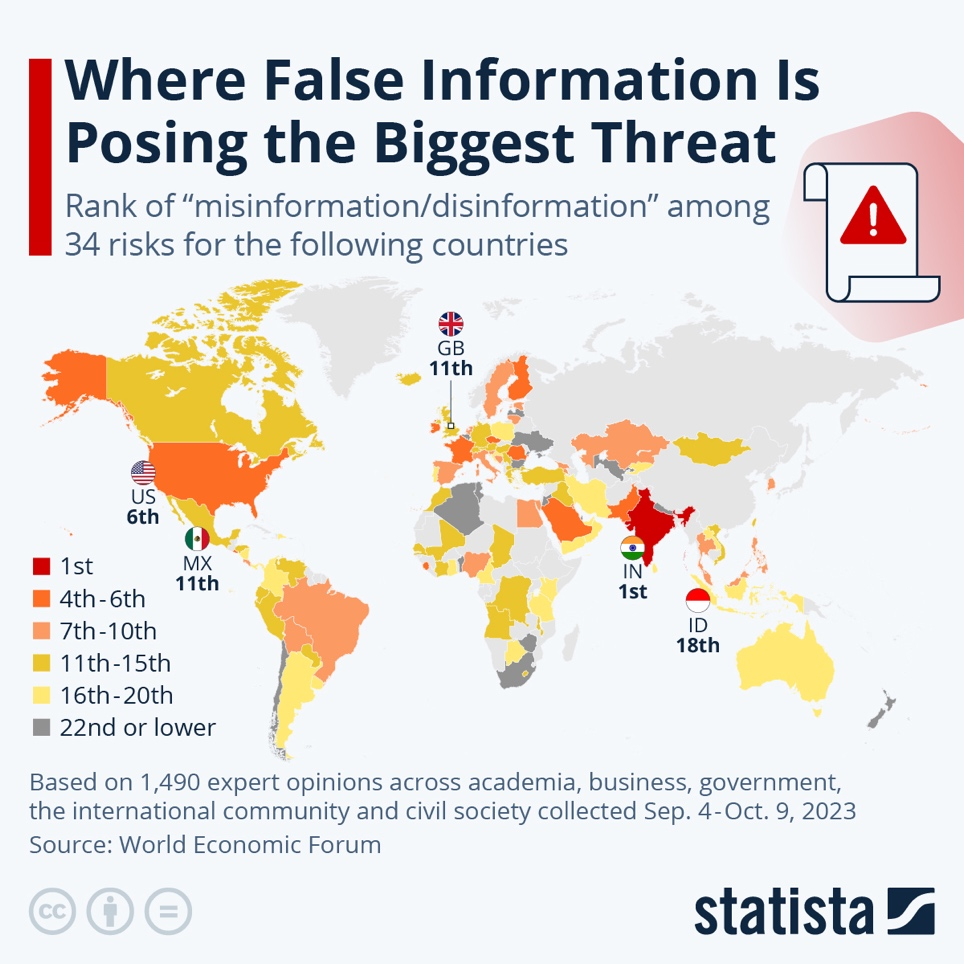 Where False Information Is
Posing the Biggest Threat
Rank of “misinformation/disinformation” among
34 risks for the following countries
GB
11th
US
6th
MX
11th
IN
1st
ID
18th
1st
4th-6th
7th-10th
11th-15th
16th-20th
22nd or lower
Based on 1,490 expert opinions across academia, business, government,
the international community and civil society collected Sep. 4-Oct. 9, 2023
Source: World Economic Forum
cc
statista